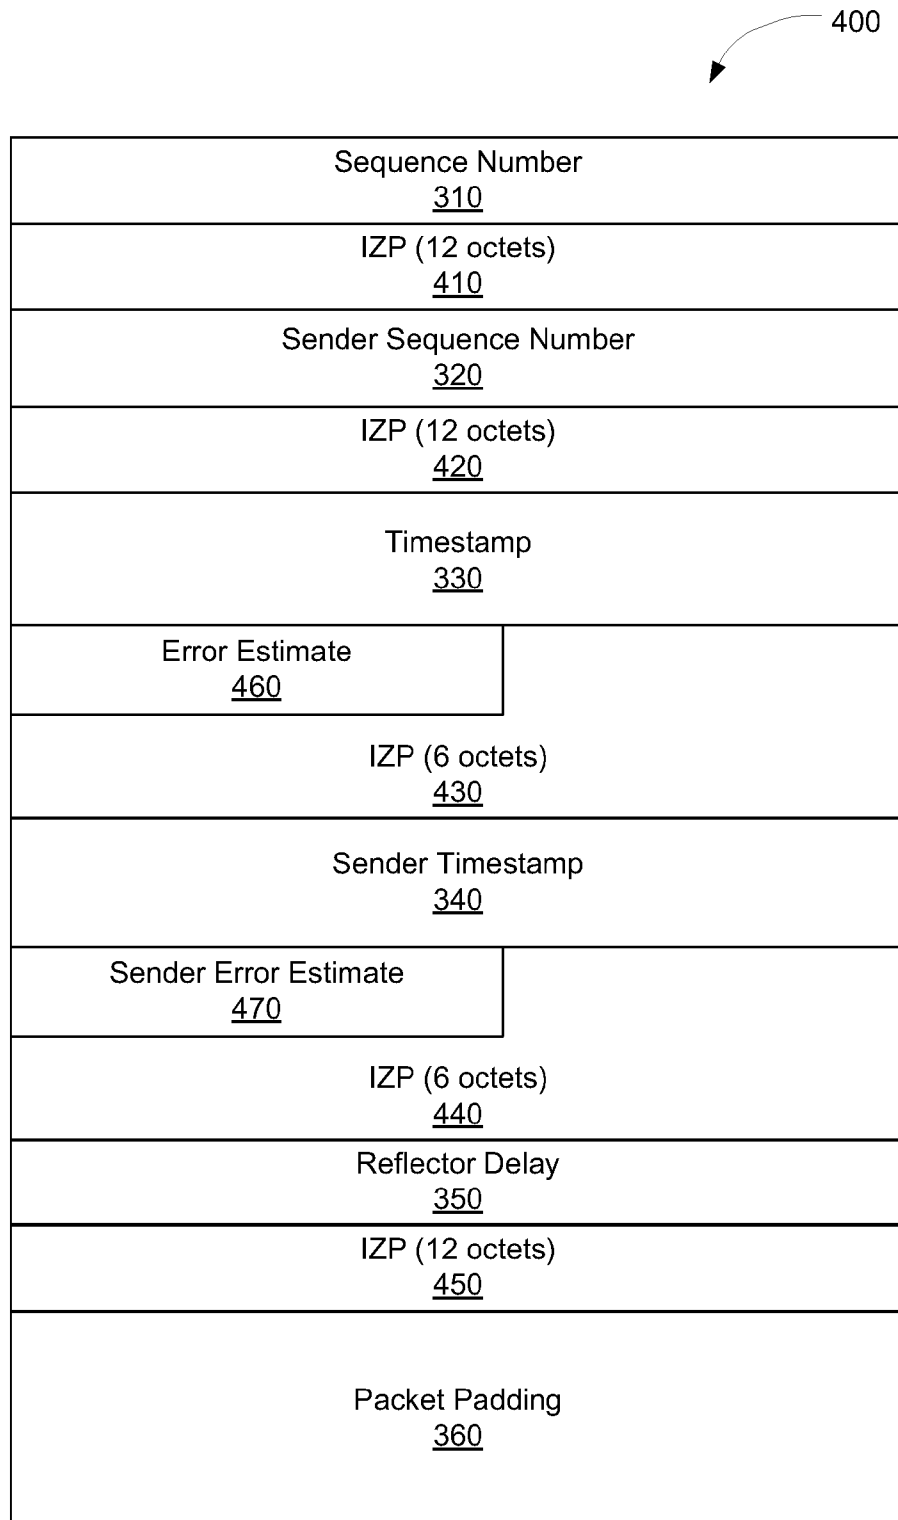 400
Sequence Number
310
IZP (12 octets)
410
Sender Sequence Number
320
IZP (12 octets)
420
Timestamp
330
Error Estimate
460
IZP (6 octets)
430
Sender Timestamp
340
Sender Error Estimate
470
IZP (6 octets)
440
Reflector Delay
350
IZP (12 octets)
450
Packet Padding
360